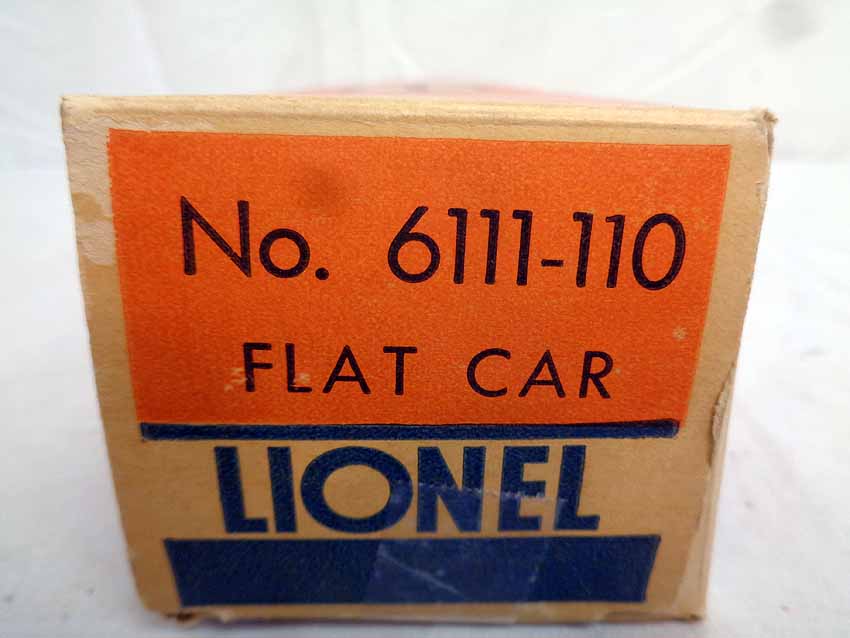 No. 6111-110
FLAT CAR
LIONEL